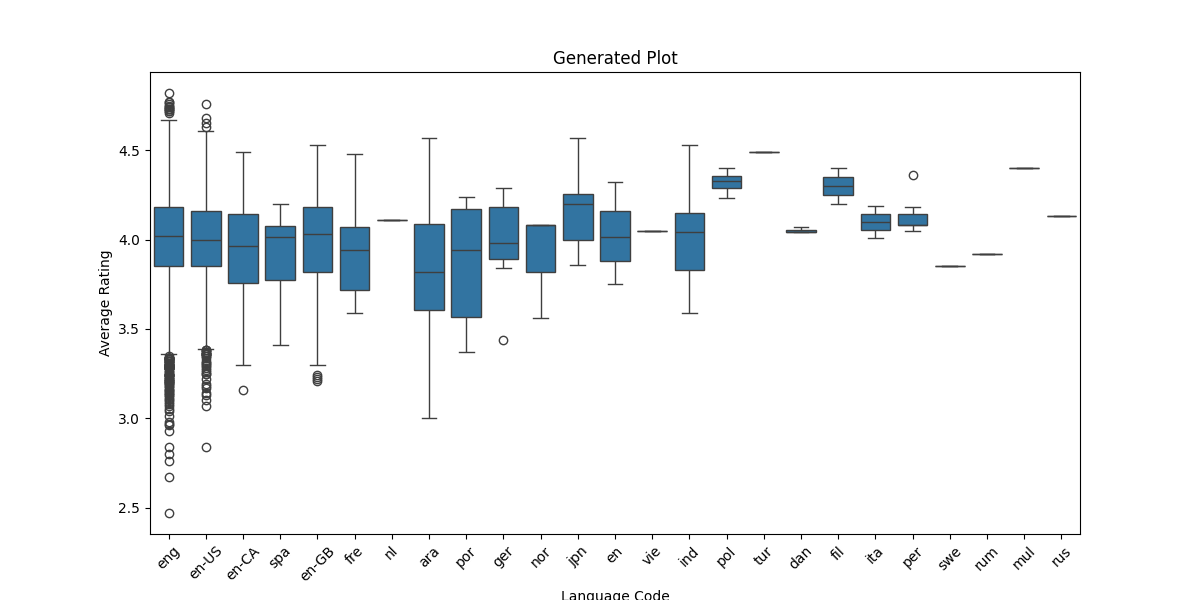 Generated Plot
Average Rating
4.5
4.0
3.5
3.0
2.5
eng en-US en-CA spa en-GB fre nl ara por ger nor jpn en vie ind pol tur dan fil ita per swe rum mul rus
Language Code